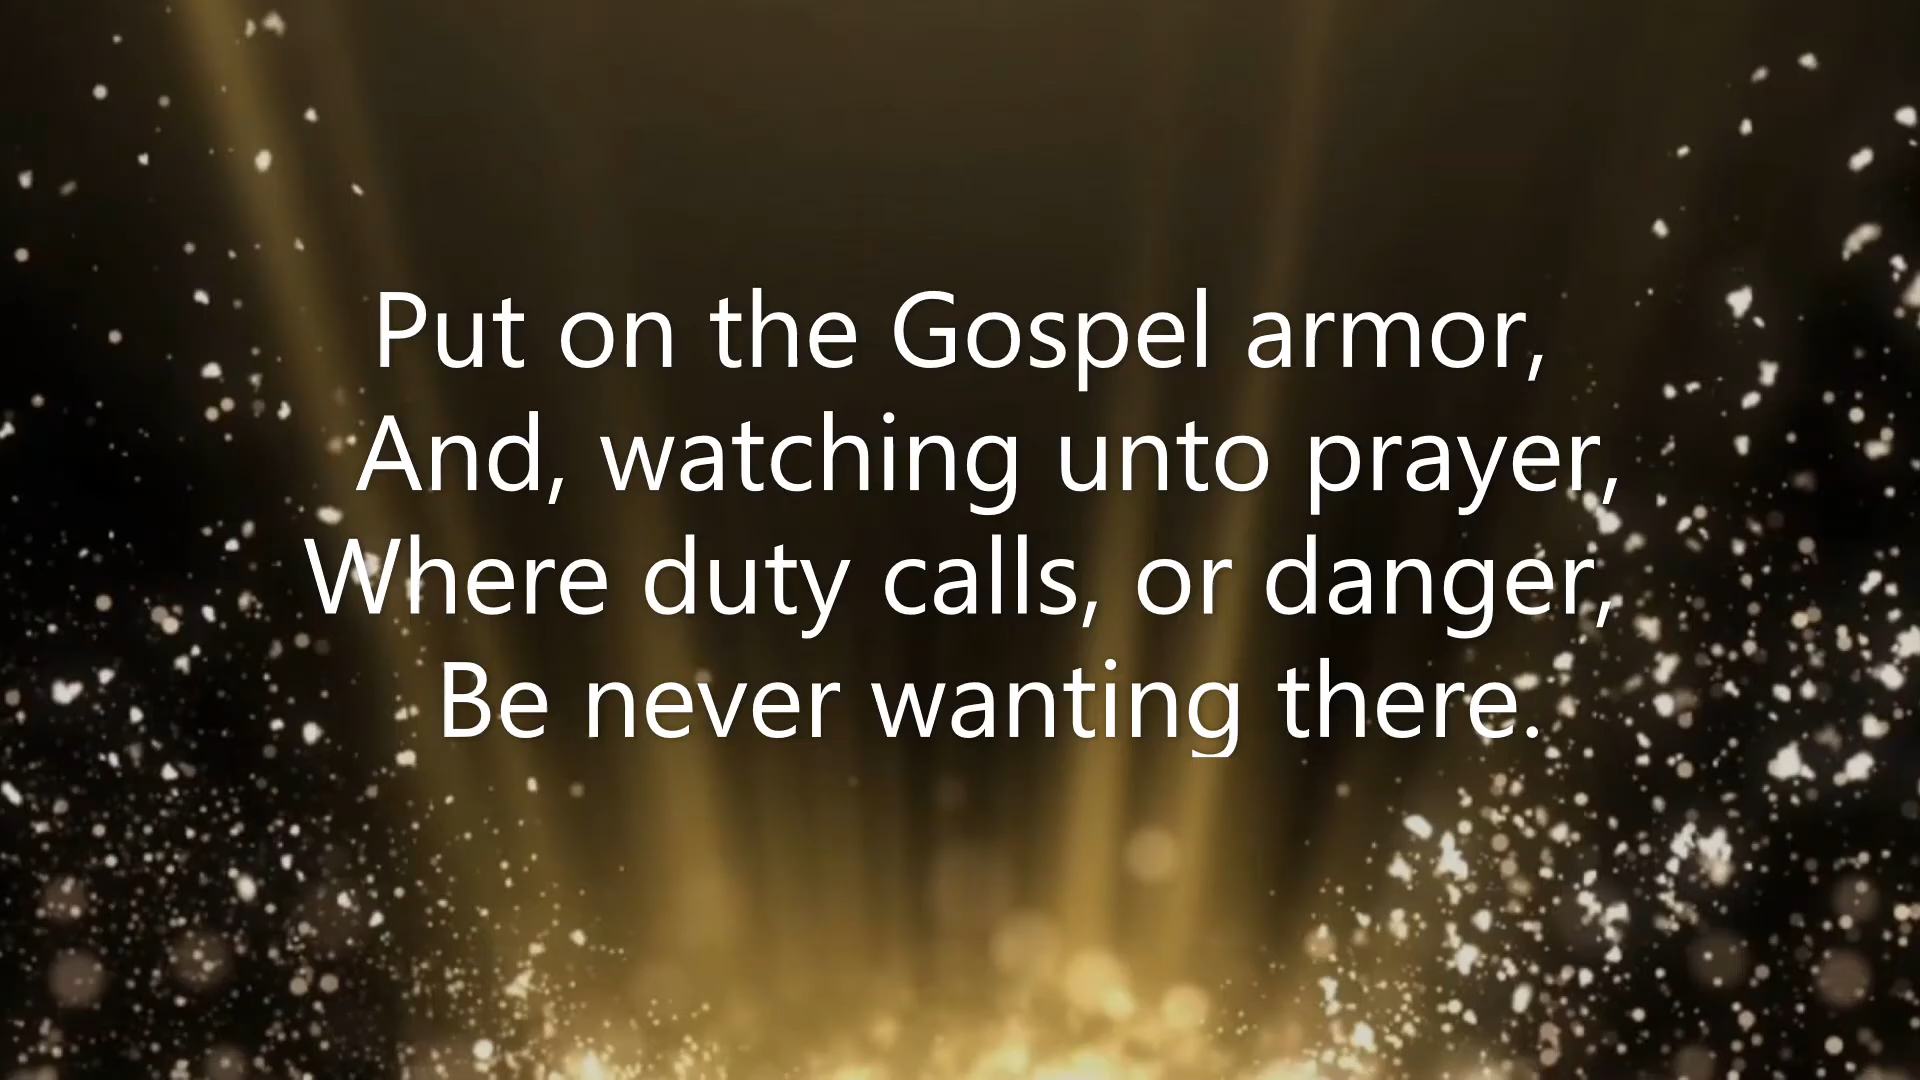 Put on the Gospel armor,
And, watching unto prayer,
Where duty calls, or danger,
Be never wanting there.